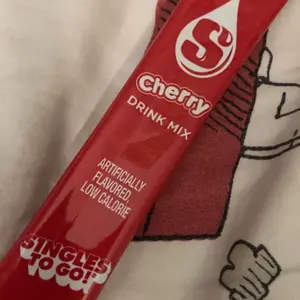 S
Cherry
DRINK MIX
ARTIFICIALLY
FLAVORED,
LOW CALORIE
SINGLES
TO GO!